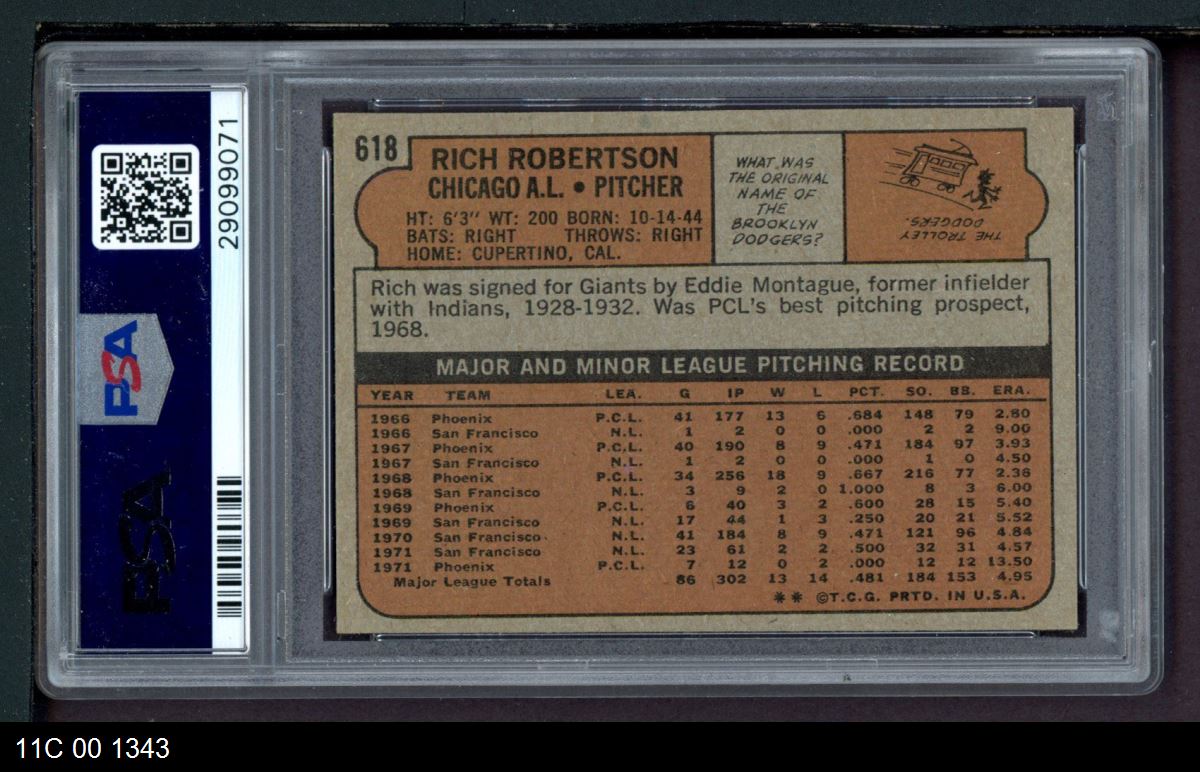 618
RICH ROBERTSON
CHICAGO A.L. • PITCHER
HT: 6'3" WT: 200 BORN: 10-14-44
BATS: RIGHT THROWS: RIGHT
HOME: CUPERTINO, CAL.
WHAT WAS
THE ORIGINAL
NAME OF
THE
BROOKLYN
DODGERS?
THE TROLLEY
DODGERS.
Rich was signed for Giants by Eddie Montague, former infielder
with Indians, 1928-1932. Was PCL's best pitching prospect,
1968.
MAJOR AND MINOR LEAGUE PITCHING RECORD
YEAR TEAM LEA. G IP W L PCT. SO. BB. ERA.
1966 Phoenix P.C.L. 41 177 13 6 .684 148 79 2.80
1966 San Francisco N.L. 1 2 0 0 .000 2 2 9.00
1967 Phoenix P.C.L. 40 190 8 9 .471 184 97 3.93
1967 San Francisco N.L. 1 2 0 0 .000 1 0 4.50
1968 Phoenix P.C.L. 34 256 18 9 .667 216 77 2.36
1968 San Francisco N.L. 3 9 2 0 1.000 8 3 6.00
1969 Phoenix P.C.L. 6 40 3 2 .600 28 15 5.40
1969 San Francisco N.L. 17 44 1 3 .250 20 21 5.52
1970 San Francisco N.L. 41 184 8 9 .471 121 96 4.84
1971 San Francisco N.L. 23 61 2 2 .500 32 31 4.57
1971 Phoenix P.C.L. 7 12 0 2 .000 12 12 13.50
Major League Totals 86 302 13 14 .481 184 153 4.95
** ©T.C.G. PRTD. IN U.S.A.
29099071
PSA
PSA
11C 00 1343